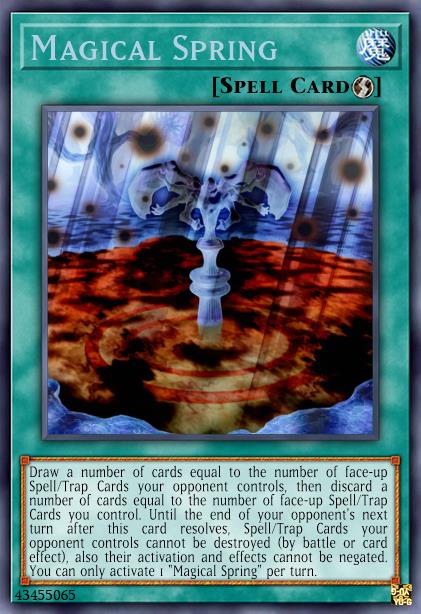 Magical Spring
魔
[Spell Card]
Draw a number of cards equal to the number of face-up
Spell/Trap Cards your opponent controls, then discard a
number of cards equal to the number of face-up Spell/Trap
Cards you control. Until the end of your opponent's next
turn after this card resolves, Spell/Trap Cards your
opponent controls cannot be destroyed (by battle or card
effect), also their activation and effects cannot be negated.
You can only activate 1 "Magical Spring" per turn.
43455065